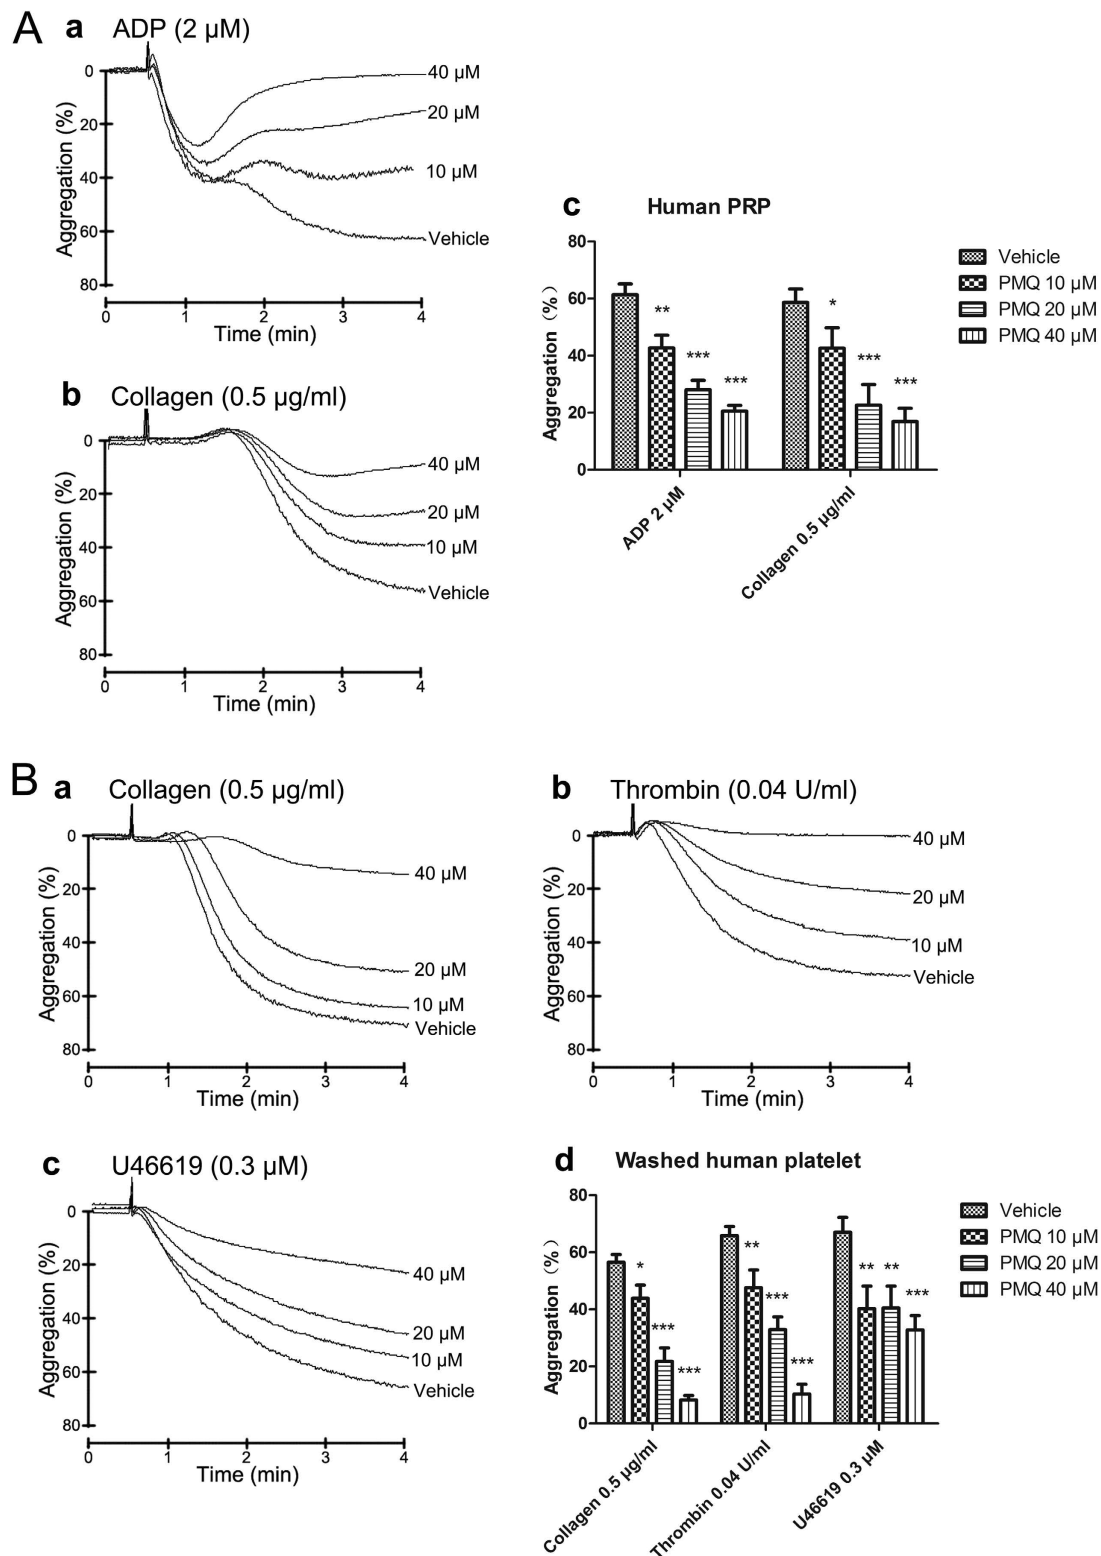 A
a ADP (2 µM)
0
20
40
60
80
Aggregation (%)
40 µM
20 µM
10 µM
Vehicle
0 1 2 3 4
Time (min)
b Collagen (0.5 µg/ml)
0
20
40
60
80
Aggregation (%)
40 µM
20 µM
10 µM
Vehicle
0 1 2 3 4
Time (min)
c Human PRP
80
60
40
20
0
Aggregation (%)
** *** ***
* *** ***
ADP 2 µM
Collagen 0.5 µg/ml
Vehicle
PMQ 10 µM
PMQ 20 µM
PMQ 40 µM
B
a Collagen (0.5 µg/ml)
0
20
40
60
80
Aggregation (%)
40 µM
20 µM
10 µM
Vehicle
0 1 2 3 4
Time (min)
b Thrombin (0.04 U/ml)
0
20
40
60
80
Aggregation (%)
40 µM
20 µM
10 µM
Vehicle
0 1 2 3 4
Time (min)
c U46619 (0.3 µM)
0
20
40
60
80
Aggregation (%)
40 µM
20 µM
10 µM
Vehicle
0 1 2 3 4
Time (min)
d Washed human platelet
80
60
40
20
0
Aggregation (%)
* *** ***
** *** ***
** ** ***
Collagen 0.5 µg/ml
Thrombin 0.04 U/ml
U46619 0.3 µM
Vehicle
PMQ 10 µM
PMQ 20 µM
PMQ 40 µM